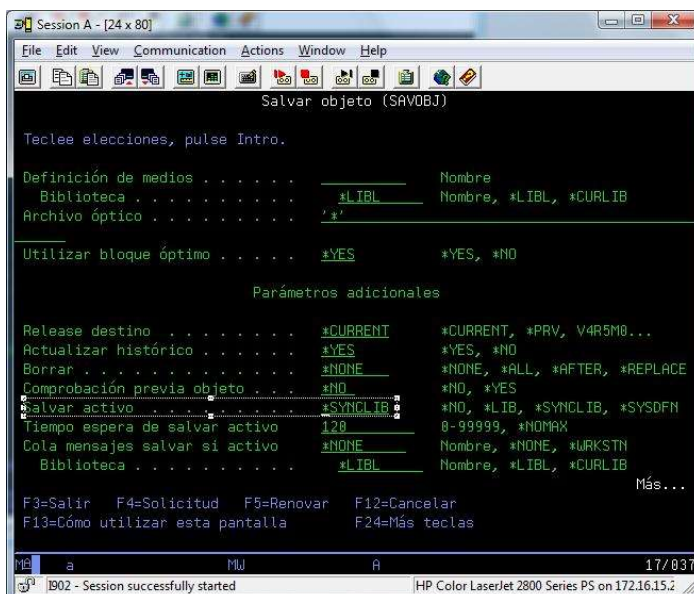 Session A - [24 x 80]
File Edit View Communication Actions Window Help
Salvar objeto (SAVOBJ)
Teclee elecciones, pulse Intro.
Definición de medios . . . . . . Nombre
Biblioteca . . . . . . . . . . . *LIBL Nombre, *LIBL, *CURLIB
Archivo óptico . . . . . . . . . '*'
Utilizar bloque óptimo . . . . . *YES *YES, *NO
Parámetros adicionales
Release destino . . . . . . . . *CURRENT *CURRENT, *PRV, V4R5M0...
Actualizar histórico . . . . . . *YES *YES, *NO
Borrar . . . . . . . . . . . . . *NONE *NONE, *ALL, *AFTER, *REPLACE
Comprobación previa objeto . . . *NO *NO, *YES
Salvar activo . . . . . . . . . *SYNCLIB *NO, *LIB, *SYNCLIB, *SYSDFN
Tiempo espera de salvar activo 120 0-99999, *NOMAX
Cola mensajes salvar si activo *NONE Nombre, *NONE, *WRKSTN
Biblioteca . . . . . . . . . . . *LIBL Nombre, *LIBL, *CURLIB
Más...
F3=Salir F4=Solicitud F5=Renovar F12=Cancelar
F13=Cómo utilizar esta pantalla F24=Más teclas
MA a MW A 17/037
I902 - Session successfully started HP Color LaserJet 2800 Series PS on 172.16.15.2